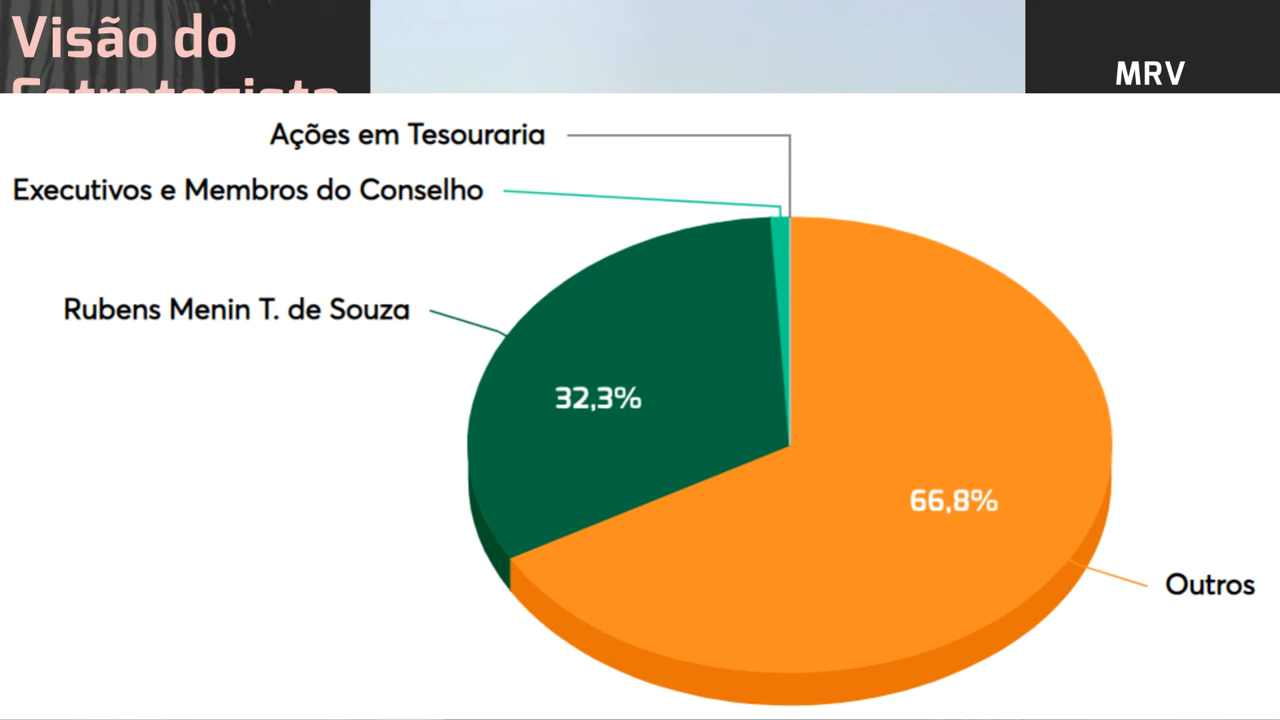 Visão do
Estrategista
MRV
Ações em Tesouraria
Executivos e Membros do Conselho
Rubens Menin T. de Souza
32,3%
66,8%
Outros